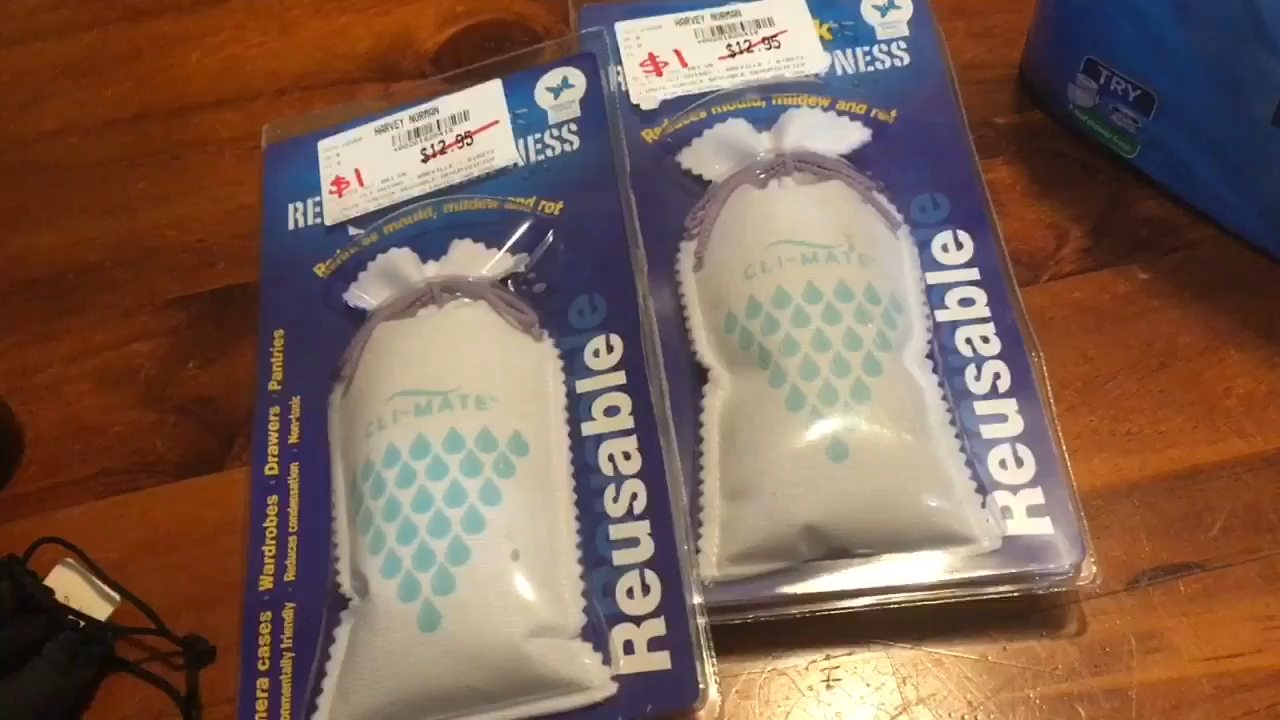 HARVEY NORMAN
$1
$12.95
RE
NESS
Reduces mould, mildew and rot
CLI-MATE
Reusable
mera cases · Wardrobes · Drawers · Pantries
onmentally friendly · Reduces condensation · Non-toxic
HARVEY NORMAN
$1
$12.95
k
PNESS
Reduces mould, mildew and rot
CLI-MATE
Reusable
TRY